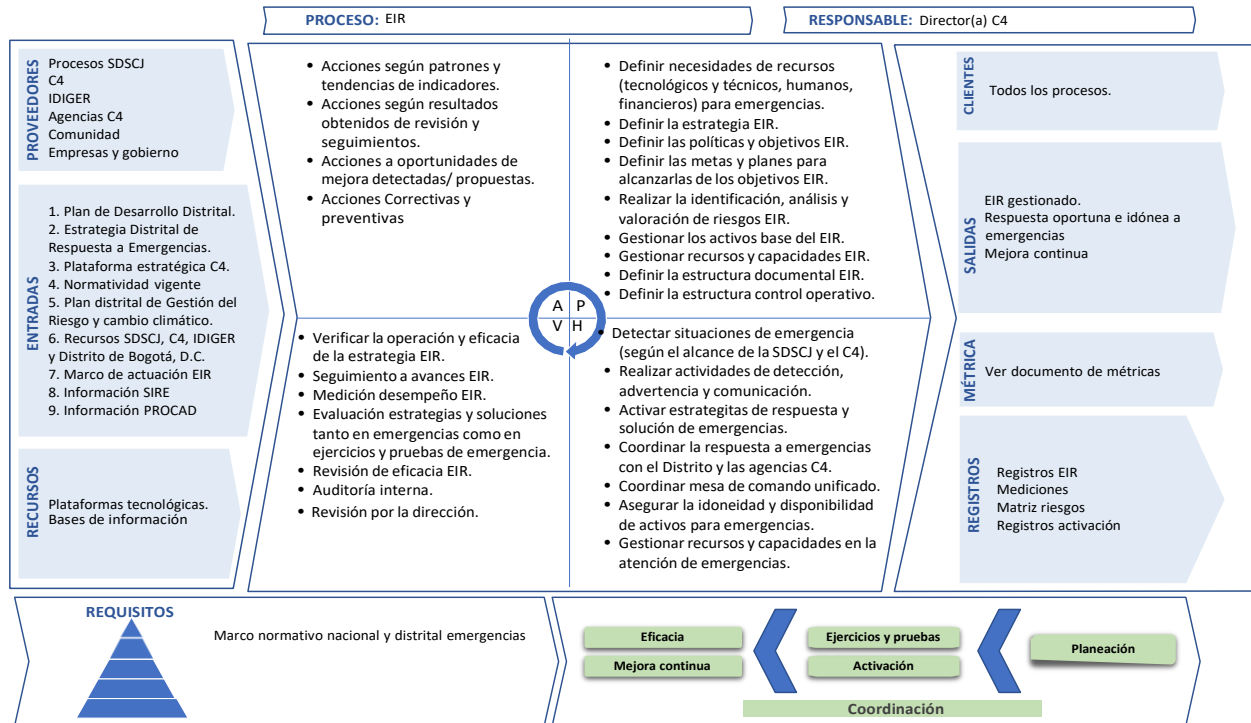 PROCESO: EIR
RESPONSABLE: Director(a) C4
PROVEEDORES
Procesos SDSCJ
C4
IDIGER
Agencias C4
Comunidad
Empresas y gobierno
ENTRADAS
1. Plan de Desarrollo Distrital.
2. Estrategia Distrital de
Respuesta a Emergencias.
3. Plataforma estratégica C4.
4. Normatividad vigente
5. Plan distrital de Gestión del
Riesgo y cambio climático.
6. Recursos SDSCJ, C4, IDIGER
y Distrito de Bogotá, D.C.
7. Marco de actuación EIR
8. Información SIRE
9. Información PROCAD
RECURSOS
Plataformas tecnológicas.
Bases de información
• Acciones según patrones y
tendencias de indicadores.
• Acciones según resultados
obtenidos de revisión y
seguimientos.
• Acciones a oportunidades de
mejora detectadas/ propuestas.
• Acciones Correctivas y
preventivas
• Definir necesidades de recursos
(tecnológicos y técnicos, humanos,
financieros) para emergencias.
• Definir la estrategia EIR.
• Definir las políticas y objetivos EIR.
• Definir las metas y planes para
alcanzarlas de los objetivos EIR.
• Realizar la identificación, análisis y
valoración de riesgos EIR.
• Gestionar los activos base del EIR.
• Gestionar recursos y capacidades EIR.
• Definir la estructura documental EIR.
• Definir la estructura control operativo.
A P
V H
• Verificar la operación y eficacia
de la estrategia EIR.
• Seguimiento a avances EIR.
• Medición desempeño EIR.
• Evaluación estrategias y soluciones
tanto en emergencias como en
ejercicios y pruebas de emergencia.
• Revisión de eficacia EIR.
• Auditoría interna.
• Revisión por la dirección.
• Detectar situaciones de emergencia
(según el alcance de la SDSCJ y el C4).
• Realizar actividades de detección,
advertencia y comunicación.
• Activar estrategitas de respuesta y
solución de emergencias.
• Coordinar la respuesta a emergencias
con el Distrito y las agencias C4.
• Coordinar mesa de comando unificado.
• Asegurar la idoneidad y disponibilidad
de activos para emergencias.
• Gestionar recursos y capacidades en la
atención de emergencias.
CLIENTES
Todos los procesos.
SALIDAS
EIR gestionado.
Respuesta oportuna e idónea a
emergencias
Mejora continua
MÉTRICA
Ver documento de métricas
REGISTROS
Registros EIR
Mediciones
Matriz riesgos
Registros activación
REQUISITOS
Marco normativo nacional y distrital emergencias
Eficacia
Mejora continua
Ejercicios y pruebas
Activación
Planeación
Coordinación